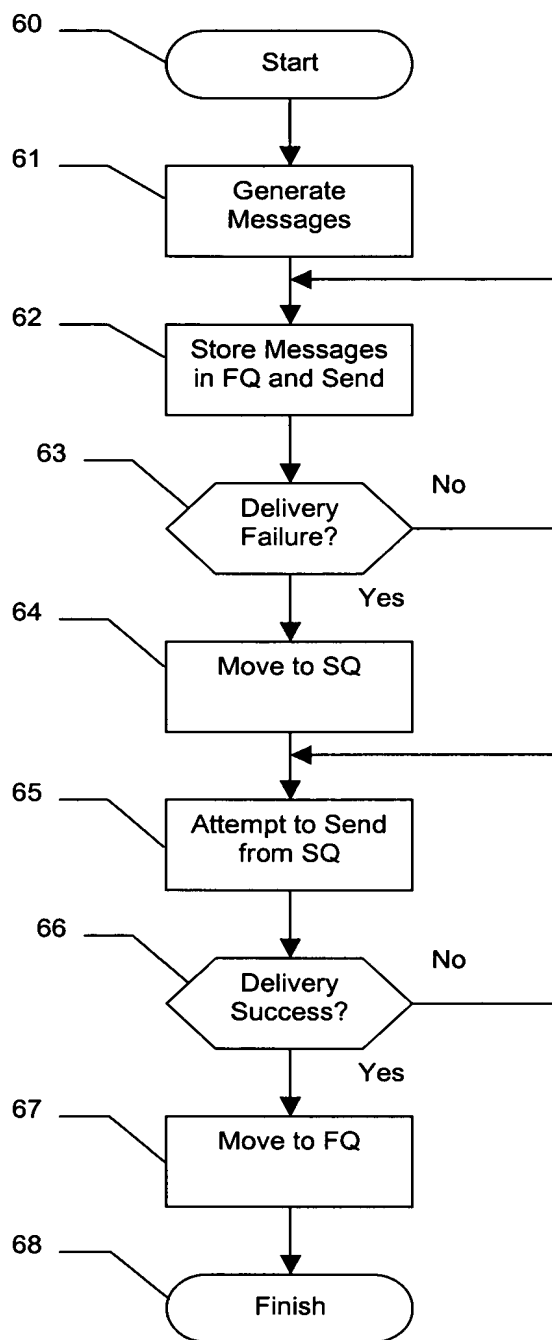 60
Start
61
Generate
Messages
62
Store Messages
in FQ and Send
63
Delivery
Failure?
No
Yes
64
Move to SQ
65
Attempt to Send
from SQ
66
Delivery
Success?
No
Yes
67
Move to FQ
68
Finish